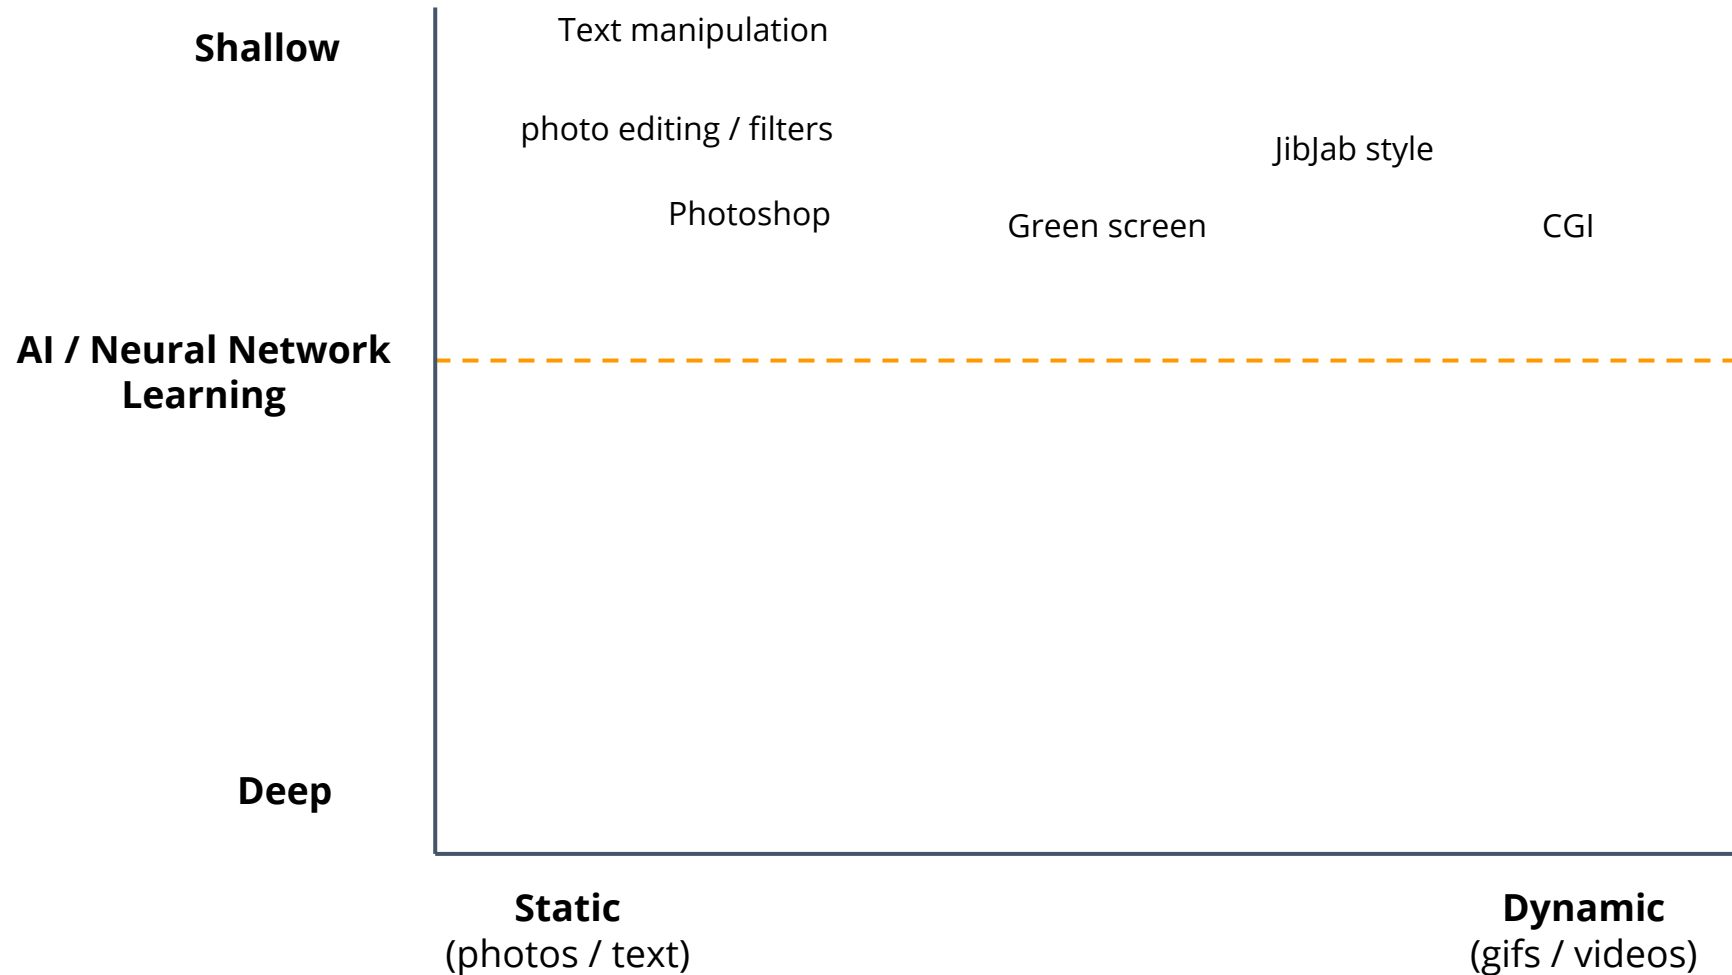 Shallow
Text manipulation
photo editing / filters
JibJab style
Photoshop
Green screen
CGI
AI / Neural Network
Learning
Deep
Static
(photos / text)
Dynamic
(gifs / videos)